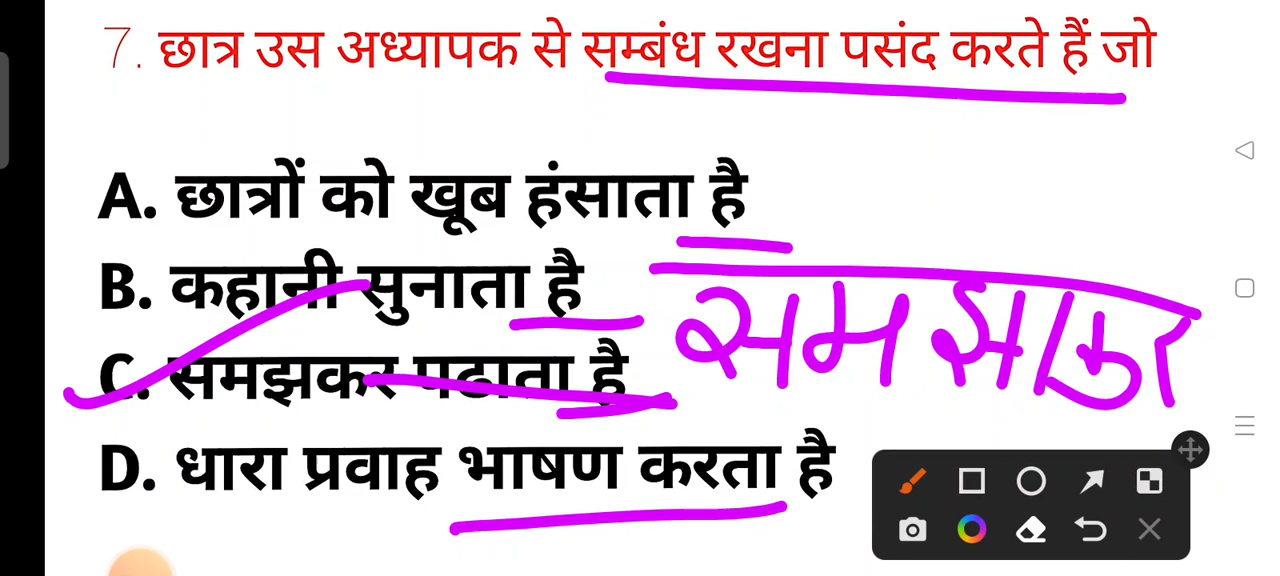 7. छात्र उस अध्यापक से सम्बंध रखना पसंद करते हैं जो
A. छात्रों को खूब हंसाता है
B. कहानी सुनाता है
C. समझकर पढाता है
समझाकर
D. धारा प्रवाह भाषण करता है